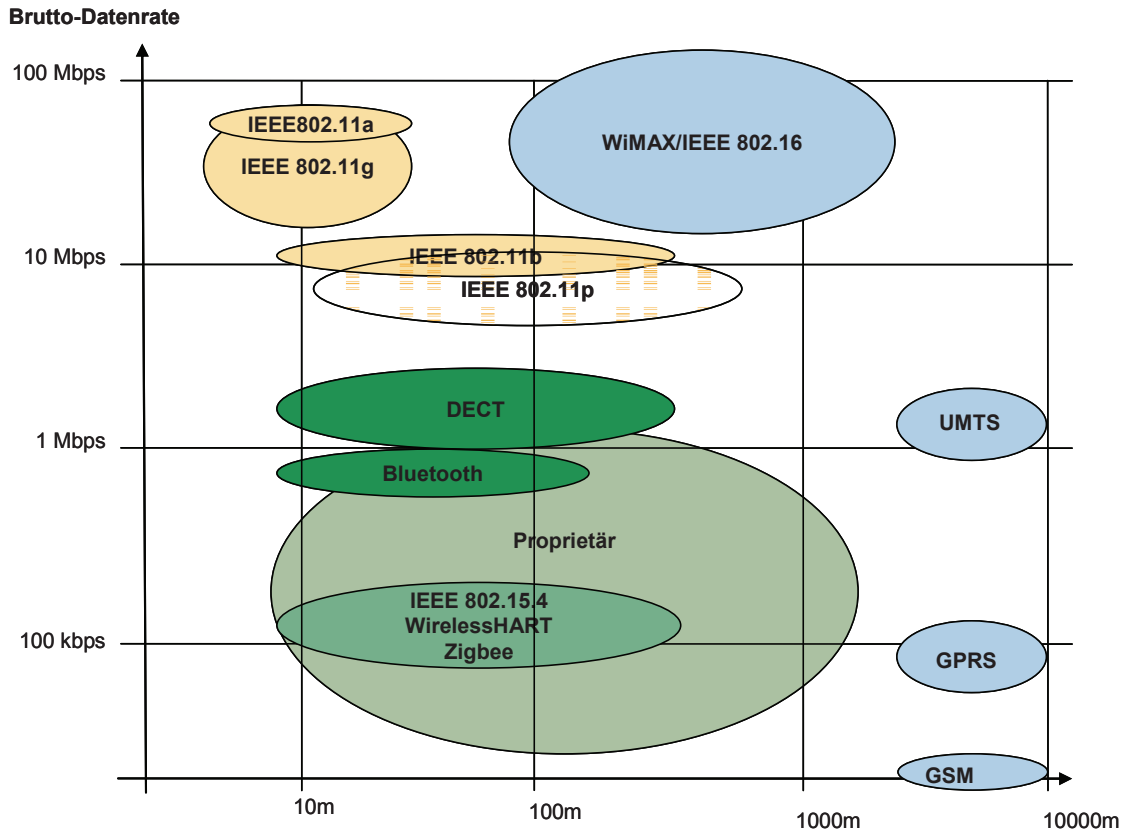 Brutto-Datenrate
100 Mbps
IEEE802.11a
IEEE 802.11g
WiMAX/IEEE 802.16
10 Mbps
IEEE 802.11b
IEEE 802.11p
DECT
UMTS
1 Mbps
Bluetooth
Proprietär
IEEE 802.15.4
WirelessHART
Zigbee
100 kbps
GPRS
GSM
10m
100m
1000m
10000m